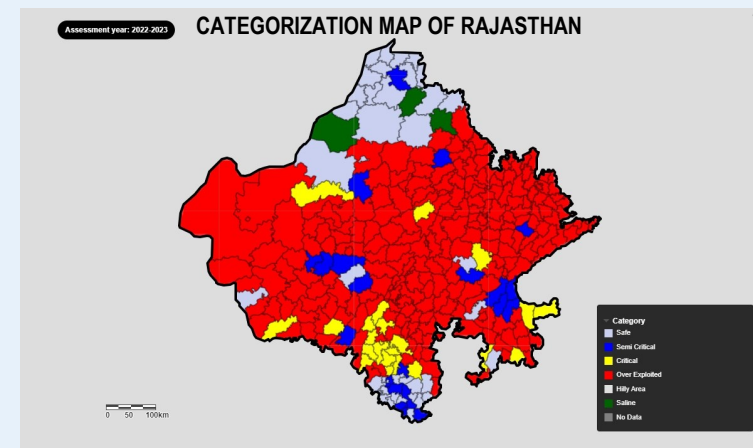 Assessment year: 2022-2023
CATEGORIZATION MAP OF RAJASTHAN
Category
Safe
Semi Critical
Critical
Over Exploited
Hilly Area
Saline
No Data
0 50 100km